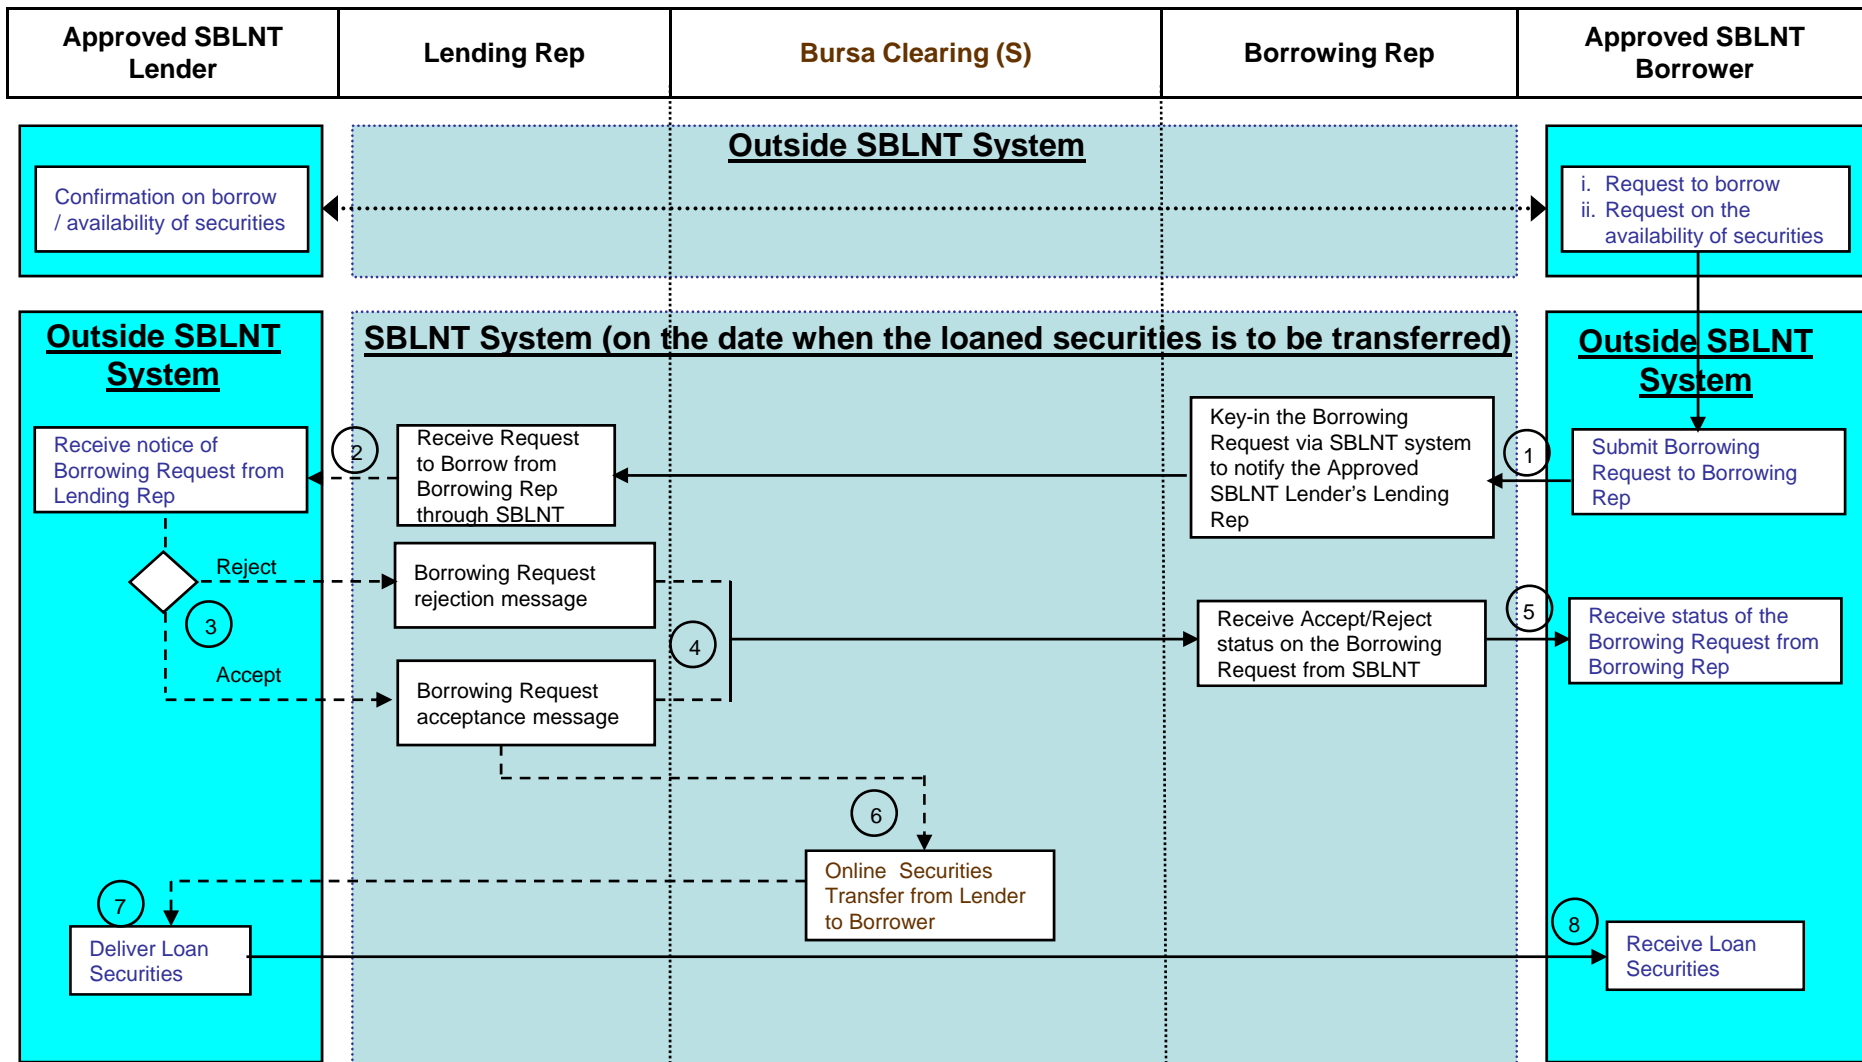 Approved SBLNT
Lender
Lending Rep
Bursa Clearing (S)
Borrowing Rep
Approved SBLNT
Borrower
Outside SBLNT System
Confirmation on borrow
/ availability of securities
i. Request to borrow
ii. Request on the
availability of securities
Outside SBLNT
System
SBLNT System (on the date when the loaned securities is to be transferred)
Outside SBLNT
System
Receive notice of
Borrowing Request from
Lending Rep
2
Receive Request
to Borrow from
Borrowing Rep
through SBLNT
Key-in the Borrowing
Request via SBLNT system
to notify the Approved
SBLNT Lender's Lending
Rep
1
Submit Borrowing
Request to Borrowing
Rep
Reject
3
Accept
Borrowing Request
rejection message
4
Borrowing Request
acceptance message
Receive Accept/Reject
status on the Borrowing
Request from SBLNT
5
Receive status of the
Borrowing Request from
Borrowing Rep
6
Online Securities
Transfer from Lender
to Borrower
7
Deliver Loan
Securities
8
Receive Loan
Securities